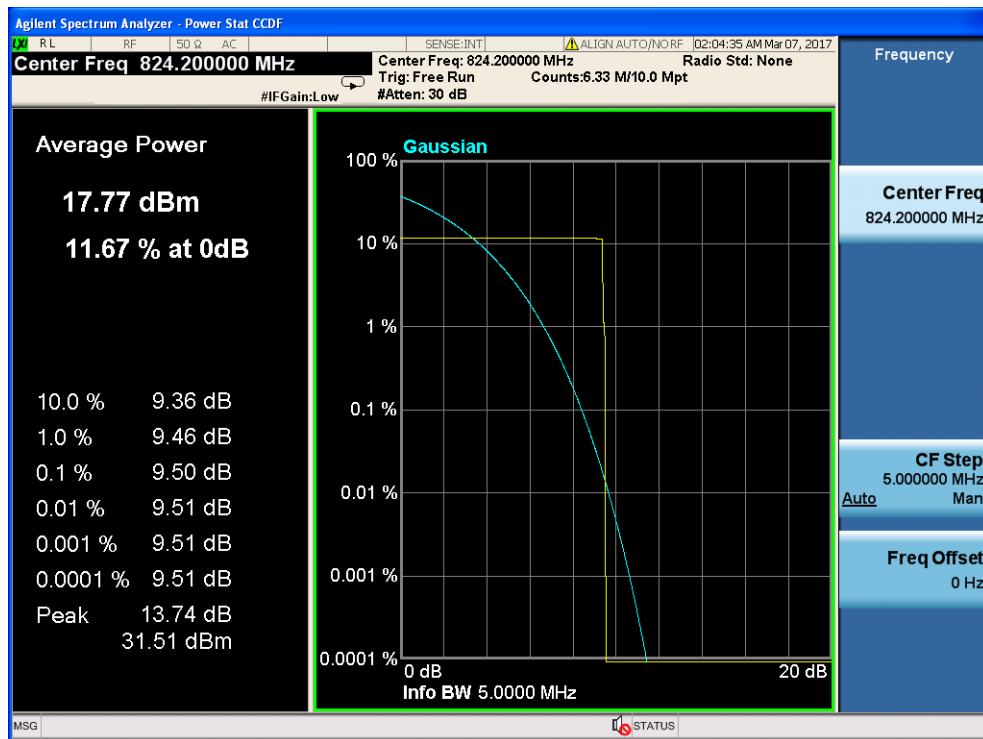 Agilent Spectrum Analyzer - Power Stat CCDF
LXI RL RF 50 Ω AC SENSE:INT ALIGN AUTO/NO RF 02:04:35 AM Mar 07, 2017
Center Freq 824.200000 MHz
Center Freq: 824.200000 MHz Radio Std: None
Trig: Free Run Counts:6.33 M/10.0 Mpt
#IFGain:Low #Atten: 30 dB
Average Power
17.77 dBm
11.67 % at 0dB
10.0 % 9.36 dB
1.0 % 9.46 dB
0.1 % 9.50 dB
0.01 % 9.51 dB
0.001 % 9.51 dB
0.0001 % 9.51 dB
Peak 13.74 dB
31.51 dBm
Gaussian
100 %
10 %
1 %
0.1 %
0.01 %
0.001 %
0.0001 %
0 dB 20 dB
Info BW 5.0000 MHz
Frequency
Center Freq
824.200000 MHz
CF Step
5.000000 MHz
Auto Man
Freq Offset
0 Hz
MSG STATUS